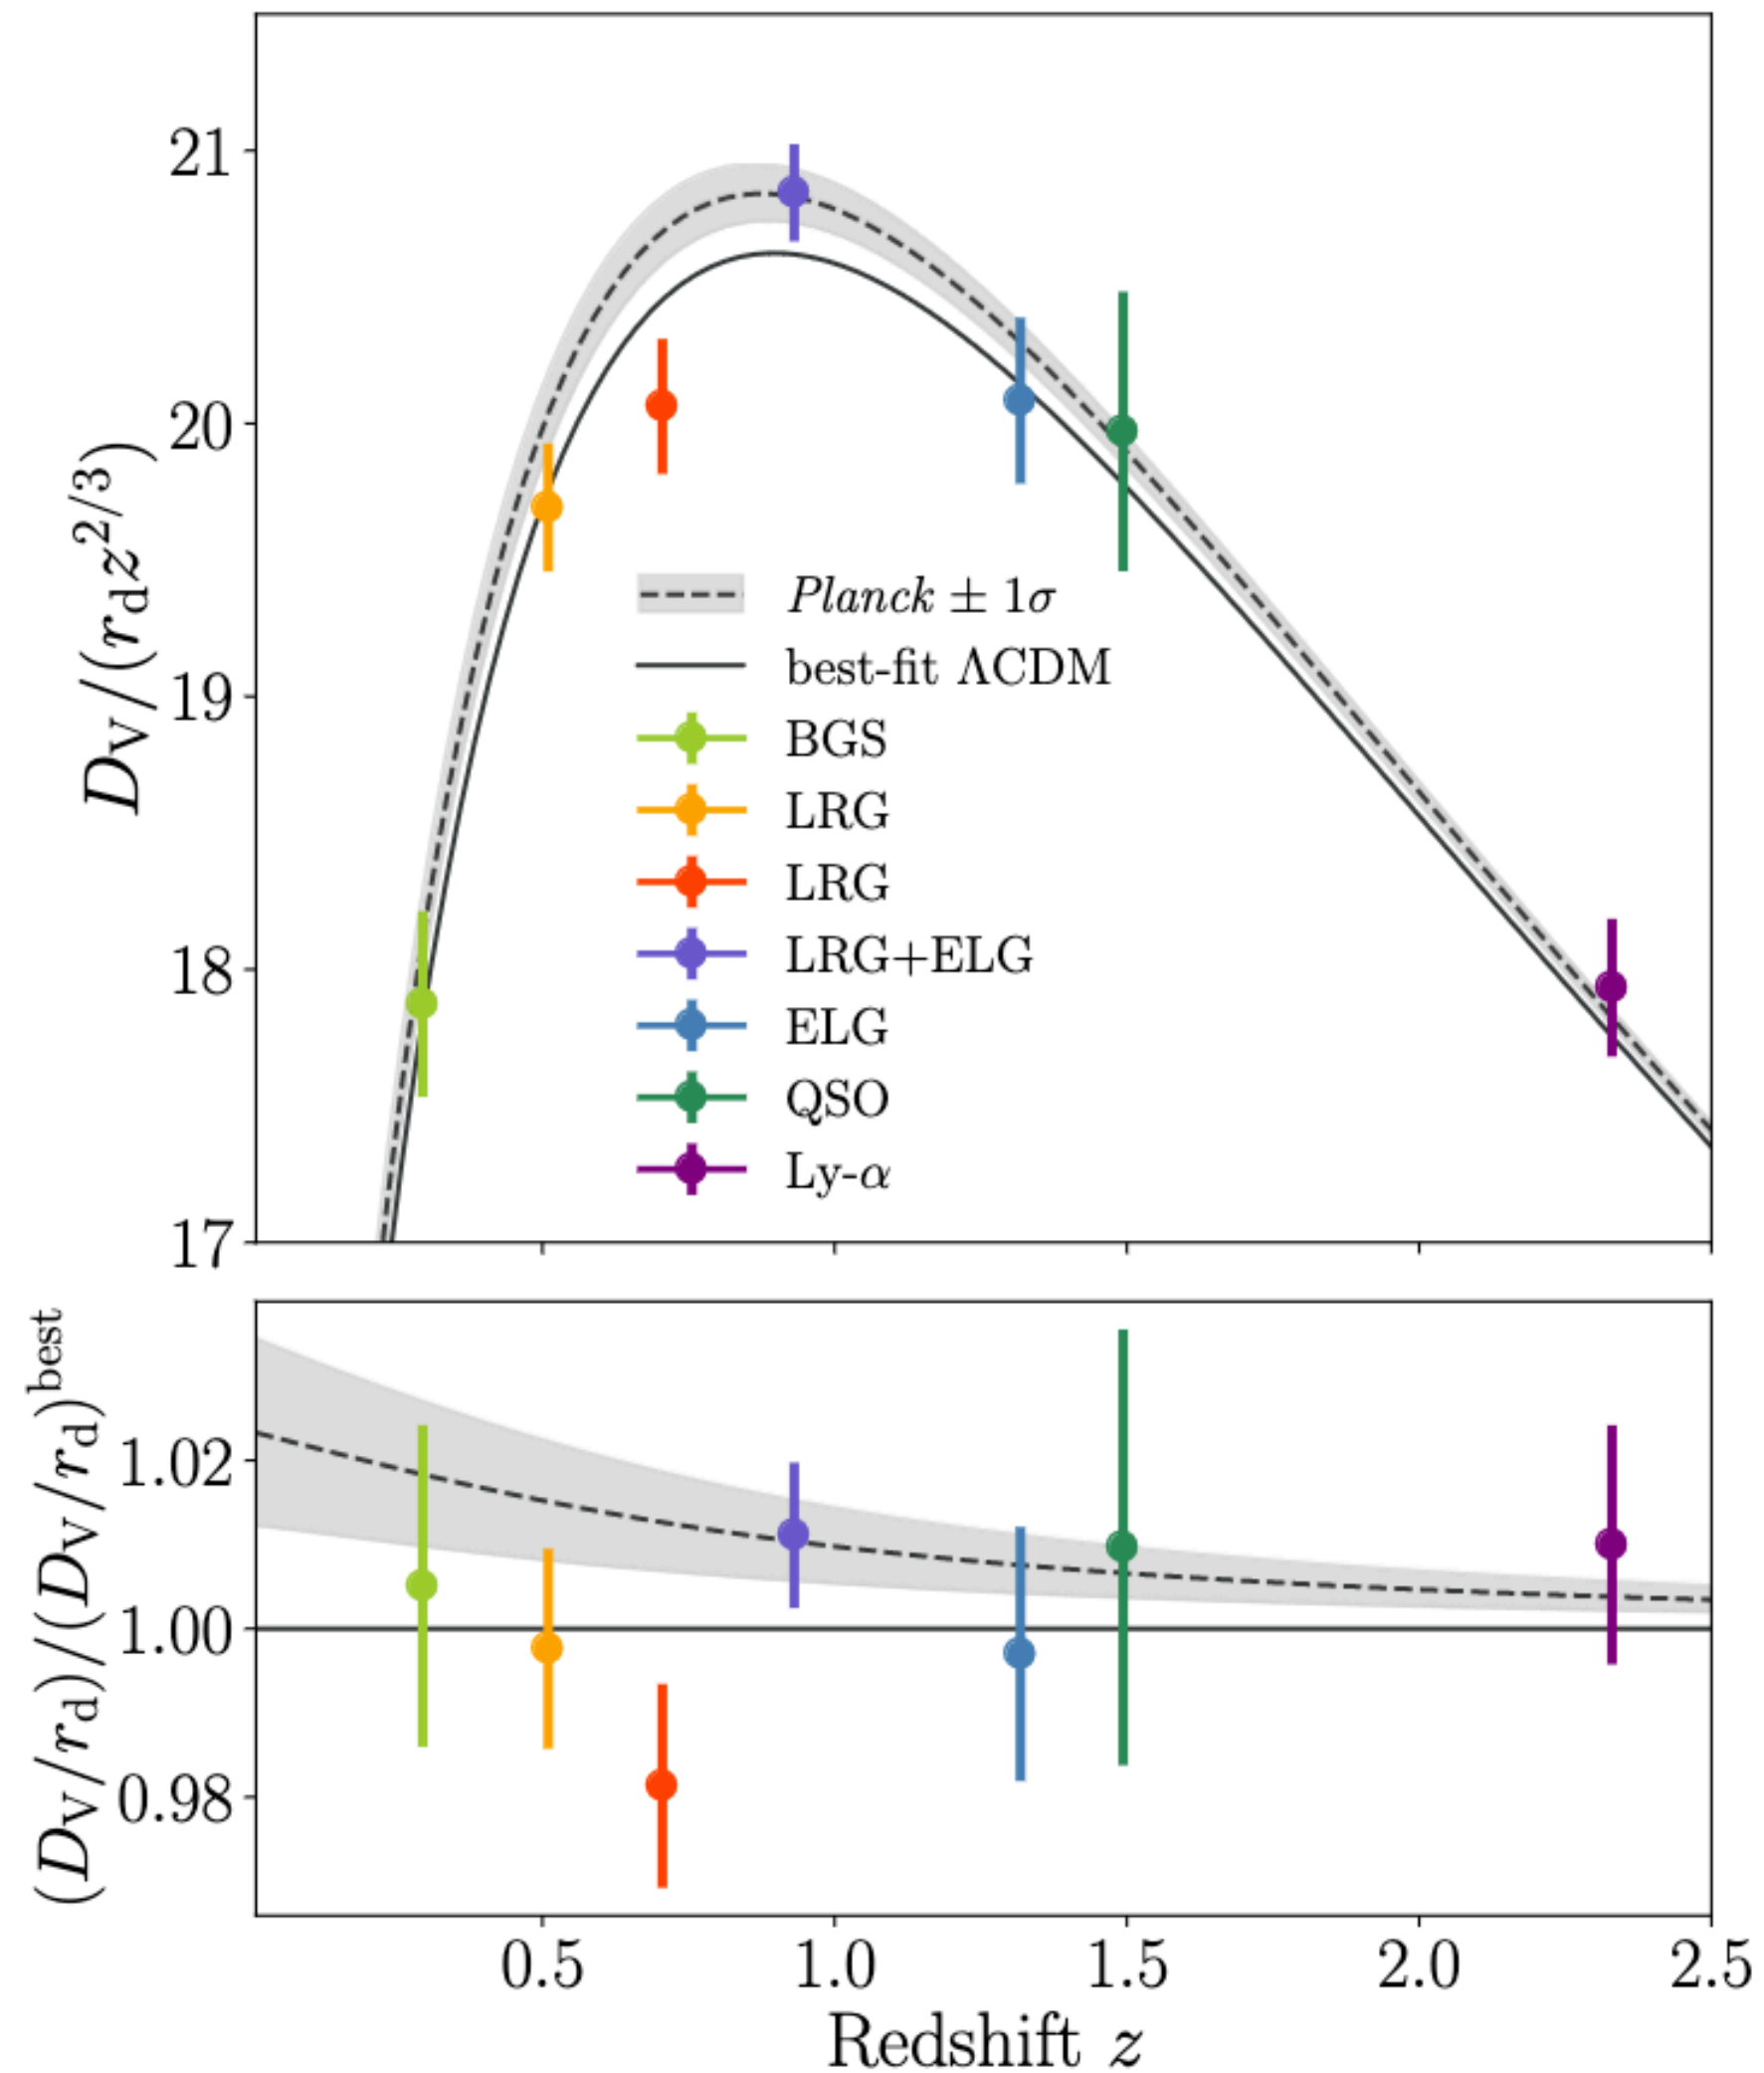 D_V/(r_d z^{2/3})
21
20
19
18
17
Planck ± 1σ
best-fit ΛCDM
BGS
LRG
LRG
LRG+ELG
ELG
QSO
Ly-α
(D_V/r_d)/(D_V/r_d)^{best}
1.02
1.00
0.98
0.5 1.0 1.5 2.0 2.5
Redshift z